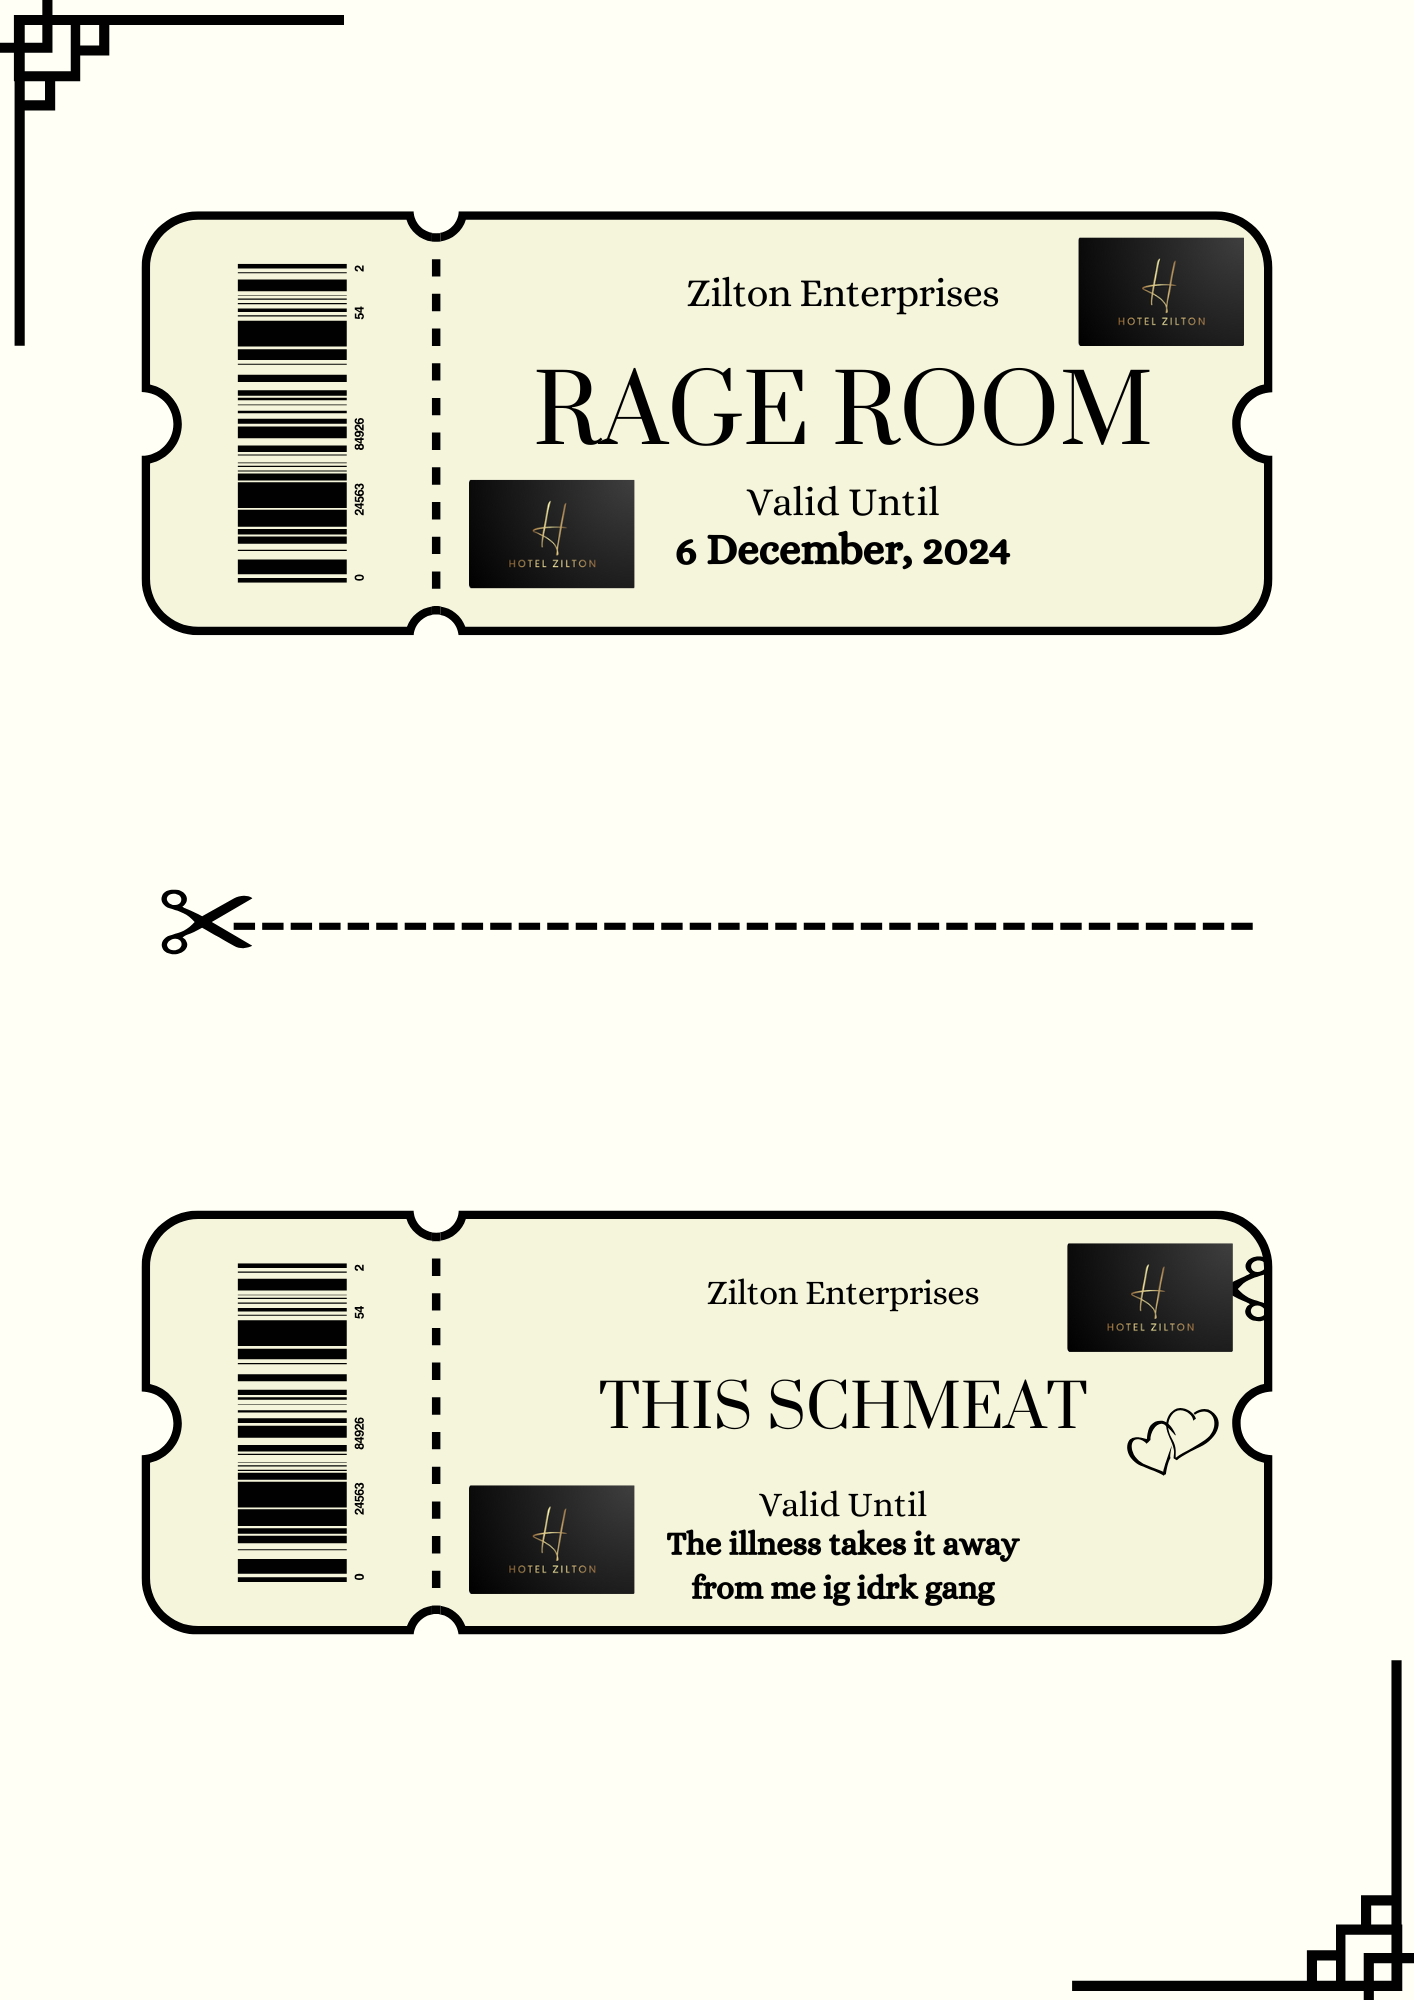 Zilton Enterprises
HOTEL ZILTON
RAGE ROOM
Valid Until
6 December, 2024
HOTEL ZILTON
0 24563 84926 54 2
Zilton Enterprises
HOTEL ZILTON
THIS SCHMEAT
Valid Until
The illness takes it away
from me ig idrk gang
HOTEL ZILTON
0 24563 84926 54 2